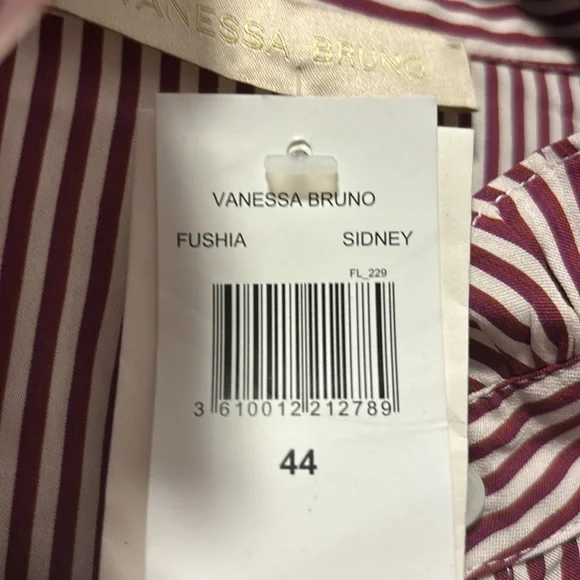 VANESSA BRUNO
VANESSA BRUNO
FUSHIA SIDNEY
FL_229
3 610012 212789
44